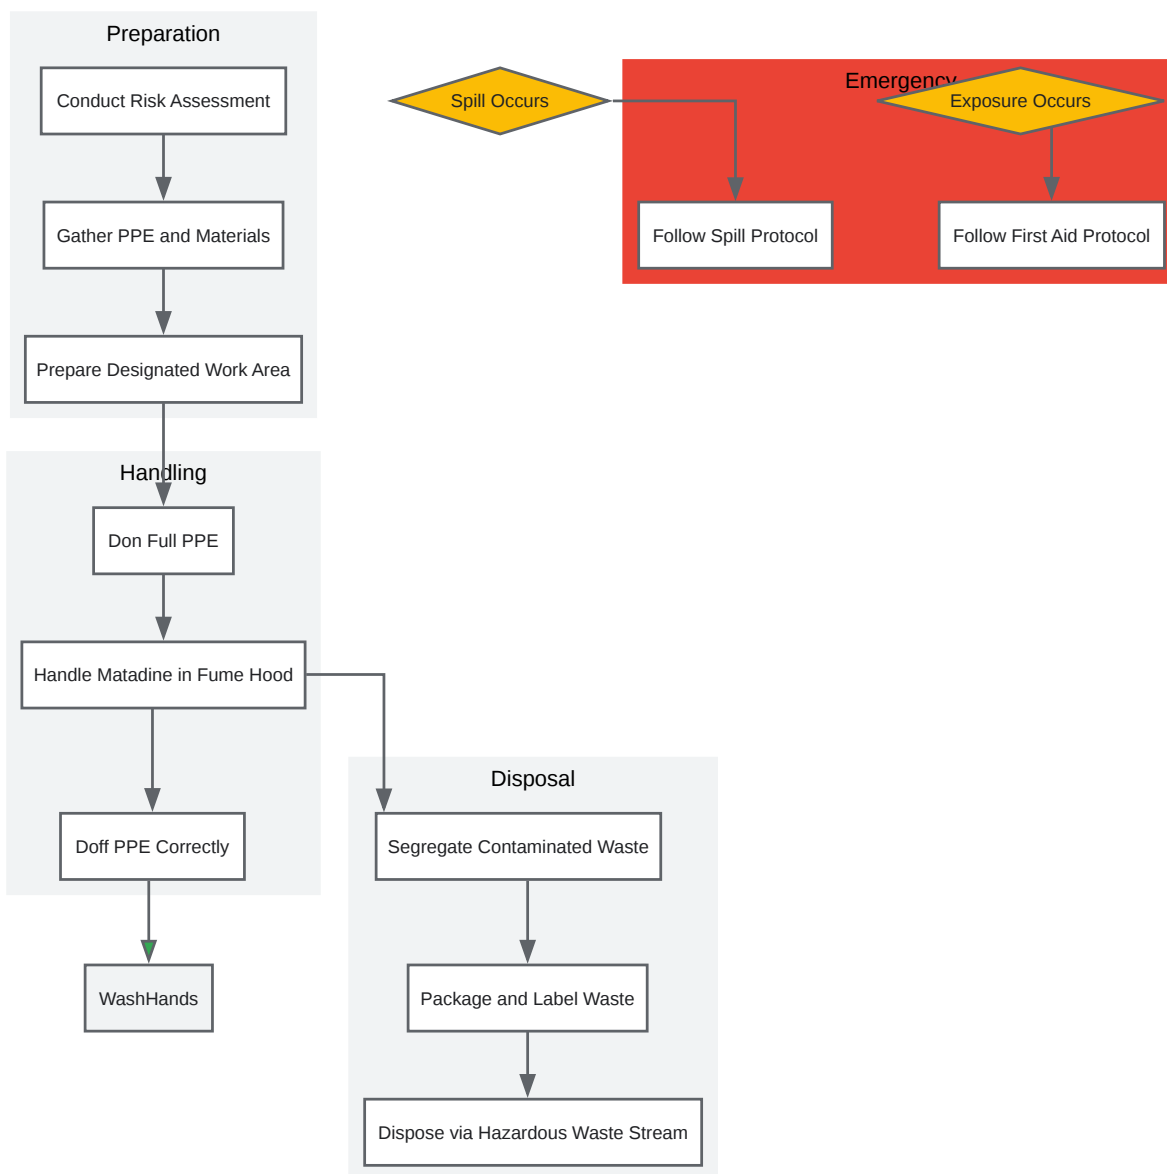 Preparation
Conduct Risk Assessment
Gather PPE and Materials
Prepare Designated Work Area
Spill Occurs
Emergency
Exposure Occurs
Follow Spill Protocol
Follow First Aid Protocol
Handling
Don Full PPE
Handle Matadine in Fume Hood
Doff PPE Correctly
WashHands
Disposal
Segregate Contaminated Waste
Package and Label Waste
Dispose via Hazardous Waste Stream